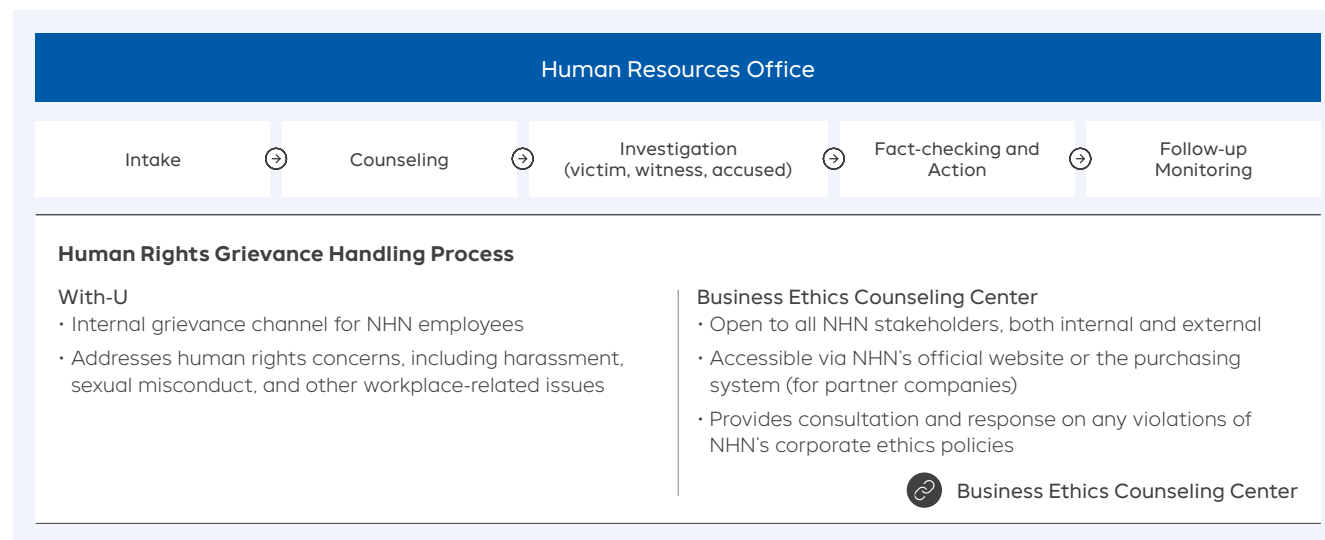 Human Resources Office
Intake
Counseling
Investigation
(victim, witness, accused)
Fact-checking and
Action
Follow-up
Monitoring
Human Rights Grievance Handling Process
With-U
• Internal grievance channel for NHN employees
• Addresses human rights concerns, including harassment,
sexual misconduct, and other workplace-related issues
Business Ethics Counseling Center
• Open to all NHN stakeholders, both internal and external
• Accessible via NHN's official website or the purchasing
system (for partner companies)
• Provides consultation and response on any violations of
NHN's corporate ethics policies
Business Ethics Counseling Center